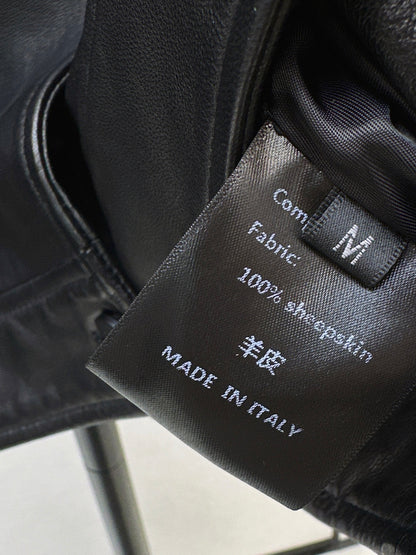 Com
M
Fabric:
100% sheepskin
羊皮
MADE IN ITALY